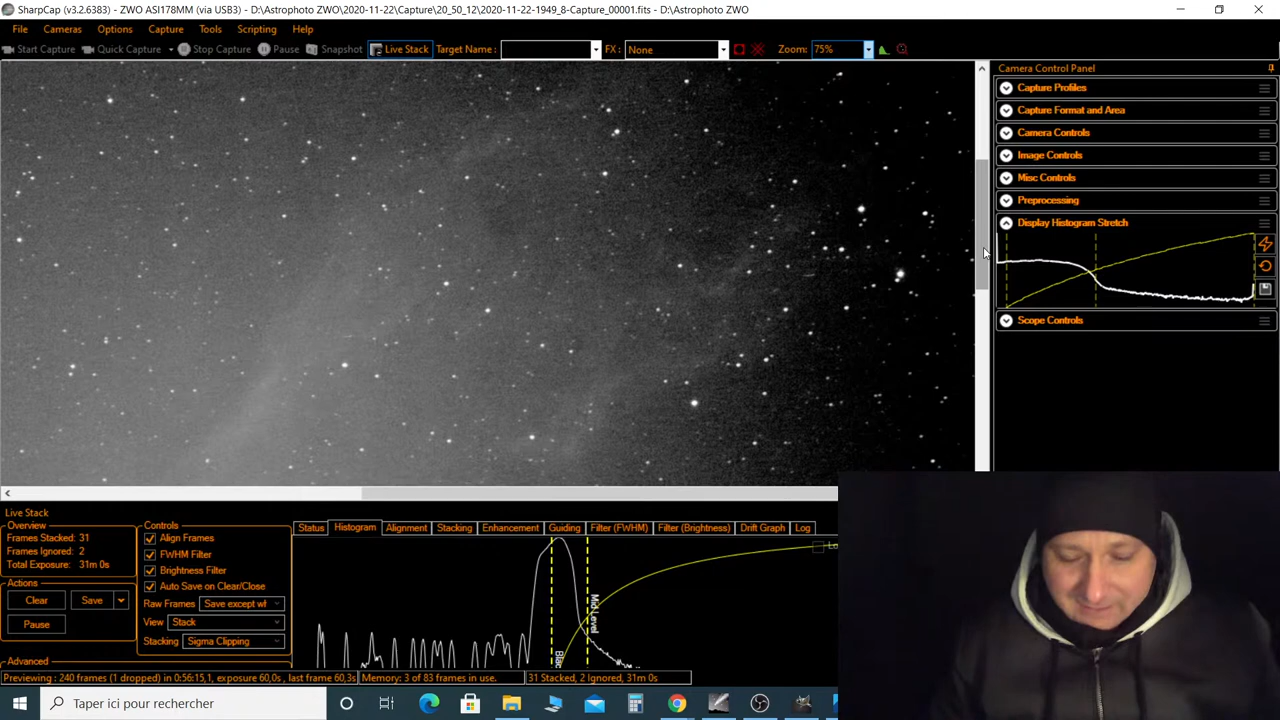 SharpCap (v3.2.6383) - ZWO ASI178MM (via USB3) - D:\Astrophoto ZWO\2020-11-22\Capture\20_50_12\2020-11-22-1949_8-Capture_00001.fits - D:\Astrophoto ZWO
File Cameras Options Capture Tools Scripting Help
Start Capture Quick Capture Stop Capture Pause Snapshot Live Stack Target Name : FX : None Zoom: 75%
Camera Control Panel
Capture Profiles
Capture Format and Area
Camera Controls
Image Controls
Misc Controls
Preprocessing
Display Histogram Stretch
Scope Controls
Live Stack
Overview
Frames Stacked: 31
Frames Ignored: 2
Total Exposure: 31m 0s
Actions
Clear Save
Pause
Advanced
Controls
Align Frames
FWHM Filter
Brightness Filter
Auto Save on Clear/Close
Raw Frames Save except wl
View Stack
Stacking Sigma Clipping
Status Histogram Alignment Stacking Enhancement Guiding Filter (FWHM) Filter (Brightness) Drift Graph Log
Mid Level
Blac
Previewing : 240 frames (1 dropped) in 0:56:15,1, exposure 60,0s , last frame 60,3s Memory: 3 of 83 frames in use. 31 Stacked, 2 Ignored, 31m 0s
Taper ici pour rechercher